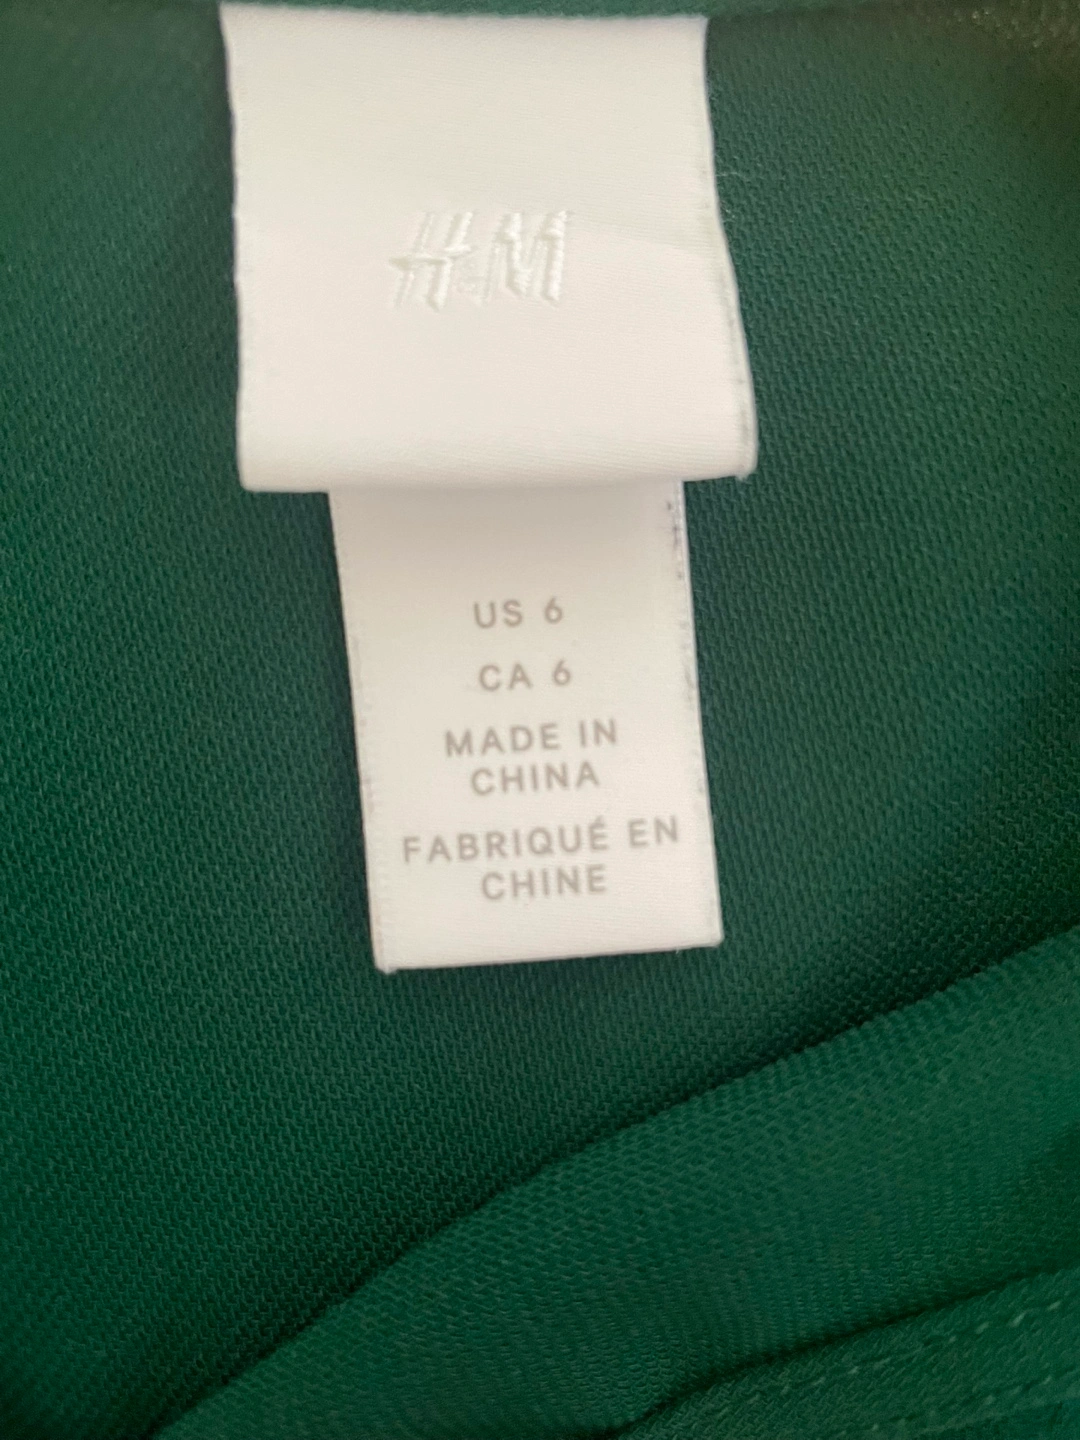 H&M
US 6
CA 6
MADE IN
CHINA
FABRIQUÉ EN
CHINE